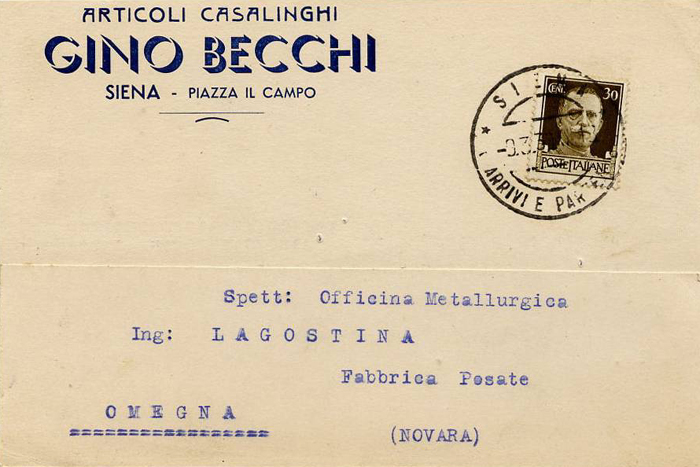 ARTICOLI CASALINGHI
GINO BECCHI
SIENA - PIAZZA IL CAMPO
SIENA
CENT. 30
POSTE ITALIANE
ARRIVI E PAR
Spett: Officina Metallurgica
Ing: LAGOSTINA
Fabbrica Posate
OMEGNA
(NOVARA)